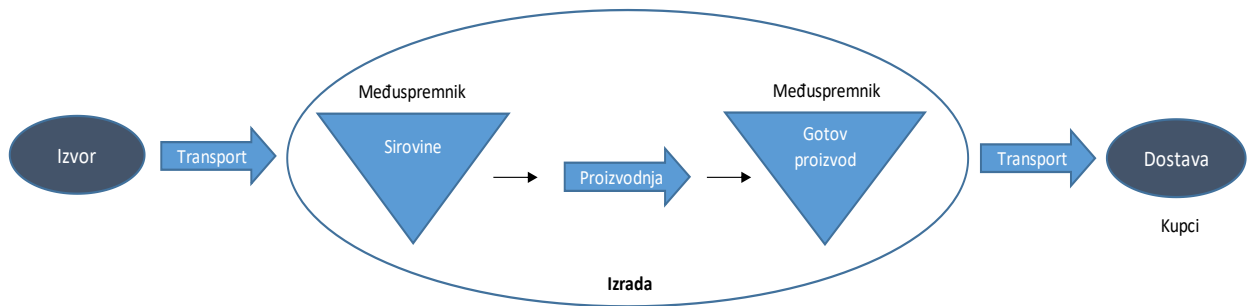 Izvor
Transport
Međuspremnik
Sirovine
Proizvodnja
Međuspremnik
Gotov
proizvod
Izrada
Transport
Dostava
Kupci